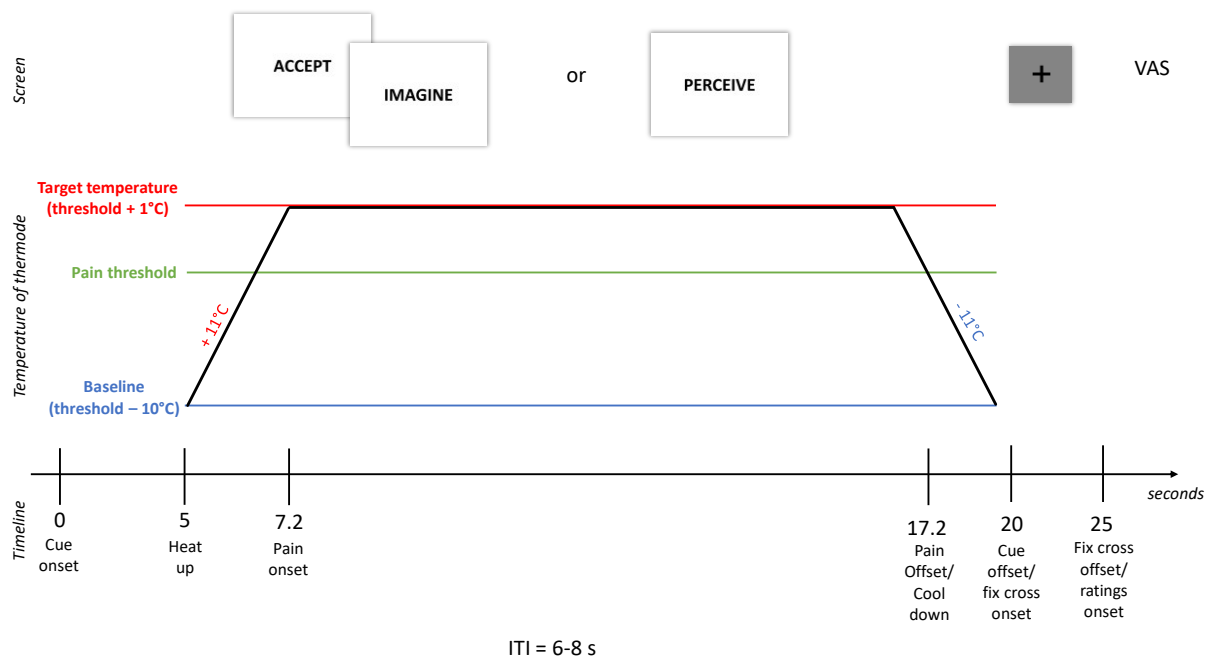 Screen
ACCEPT
IMAGINE
or
PERCEIVE
+
VAS
Temperature of thermode
Target temperature
(threshold + 1°C)
Pain threshold
Baseline
(threshold – 10°C)
+ 11°C
- 11°C
Timeline
seconds
0
Cue
onset
5
Heat
up
7.2
Pain
onset
17.2
Pain
Offset/
Cool
down
20
Cue
offset/
fix cross
onset
25
Fix cross
offset/
ratings
onset
ITI = 6-8 s